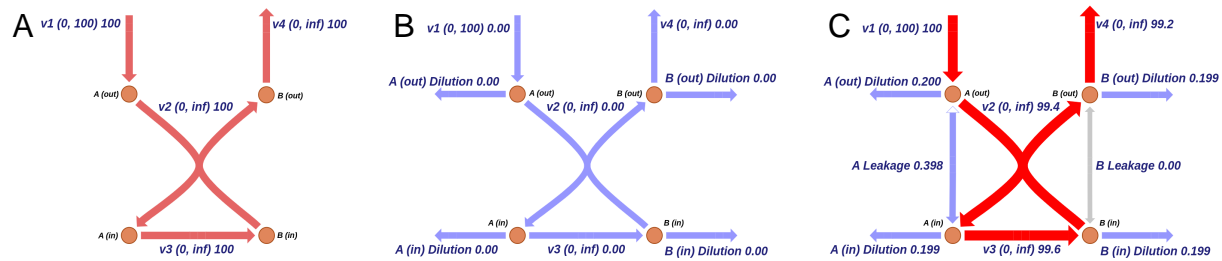 A
v1 (0, 100) 100
v4 (0, inf) 100
A (out)
v2 (0, inf) 100
B (out)
A (in)
v3 (0, inf) 100
B (in)
B
v1 (0, 100) 0.00
v4 (0, inf) 0.00
A (out) Dilution 0.00
A (out)
v2 (0, inf) 0.00
B (out)
B (out) Dilution 0.00
A (in)
A (in) Dilution 0.00
v3 (0, inf) 0.00
B (in)
B (in) Dilution 0.00
C
v1 (0, 100) 100
v4 (0, inf) 99.2
A (out) Dilution 0.200
A (out)
v2 (0, inf) 99.4
B (out)
B (out) Dilution 0.199
A Leakage 0.398
B Leakage 0.00
A (in)
A (in) Dilution 0.199
v3 (0, inf) 99.6
B (in)
B (in) Dilution 0.199